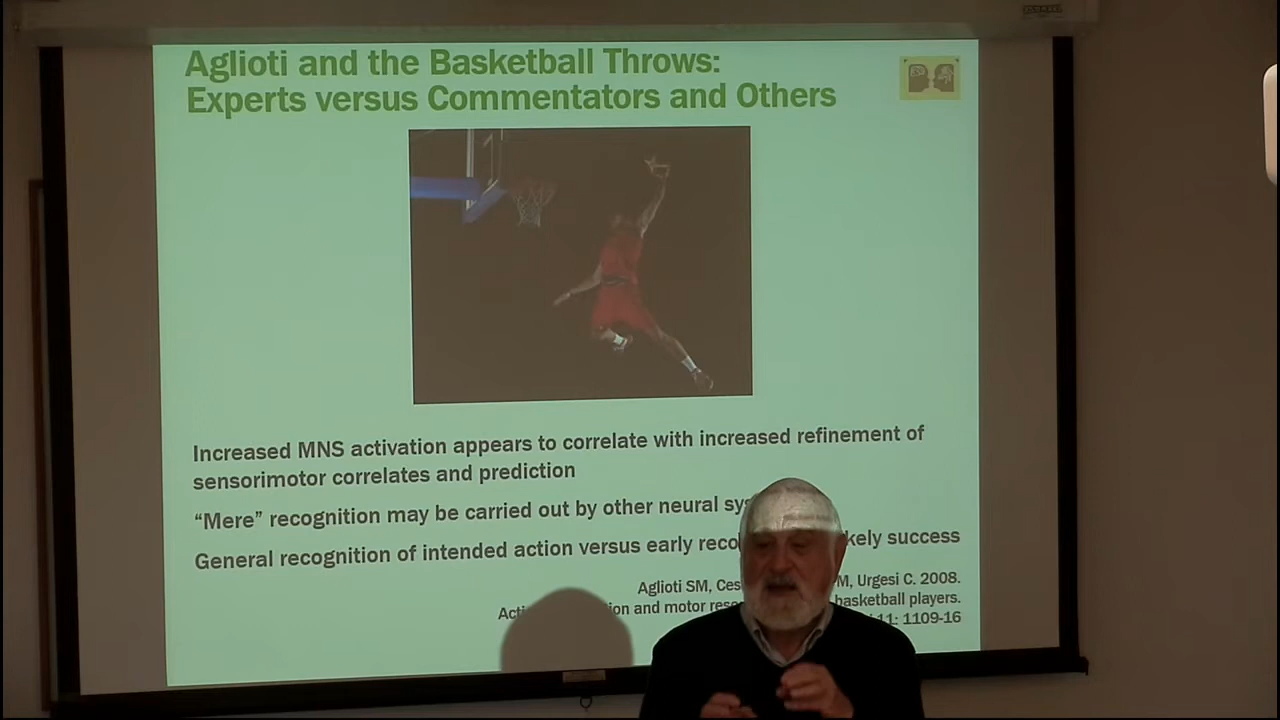 Aglioti and the Basketball Throws:
Experts versus Commentators and Others
Increased MNS activation appears to correlate with increased refinement of
sensorimotor correlates and prediction
“Mere” recognition may be carried out by other neural sy
General recognition of intended action versus early reco kely success
Aglioti SM, Ces M, Urgesi C. 2008.
Acti ion and motor reso basketball players.
11: 1109-16